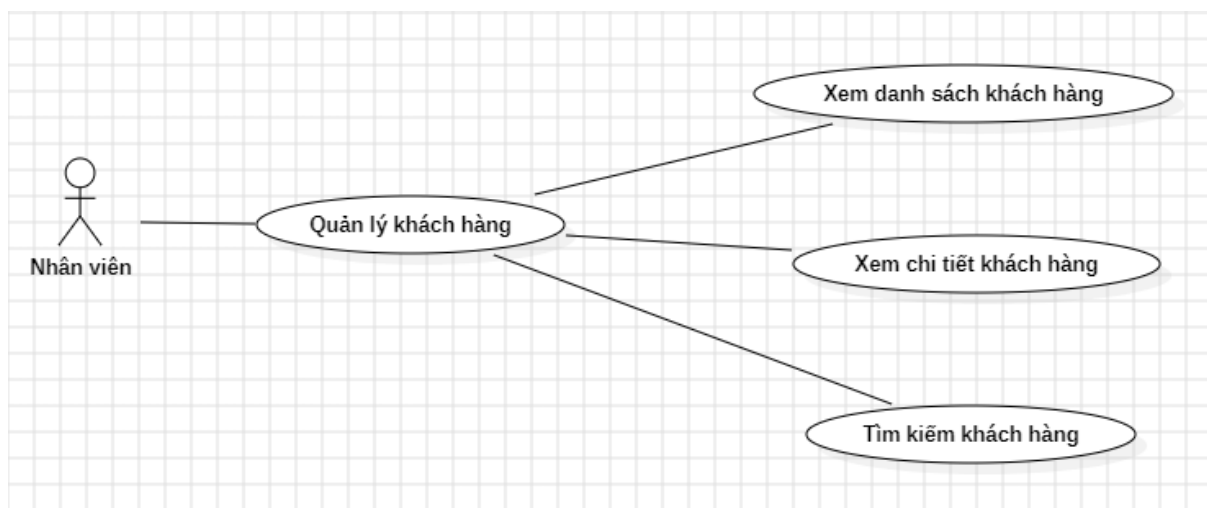 Xem danh sách khách hàng
Quản lý khách hàng
Nhân viên
Xem chi tiết khách hàng
Tìm kiếm khách hàng